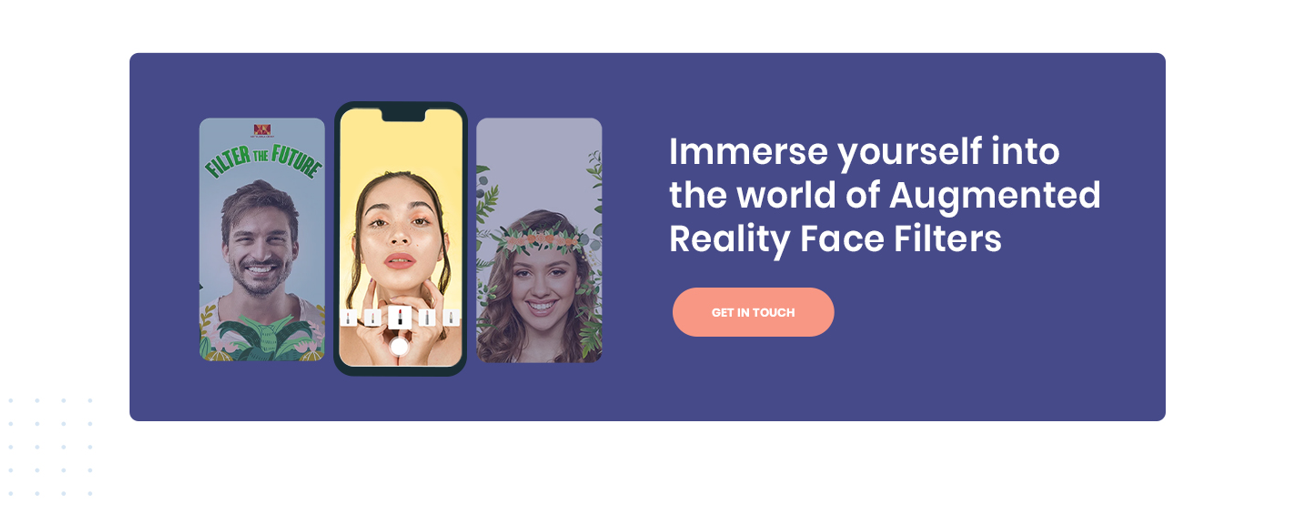 FILTER THE FUTURE
Immerse yourself into
the world of Augmented
Reality Face Filters
GET IN TOUCH